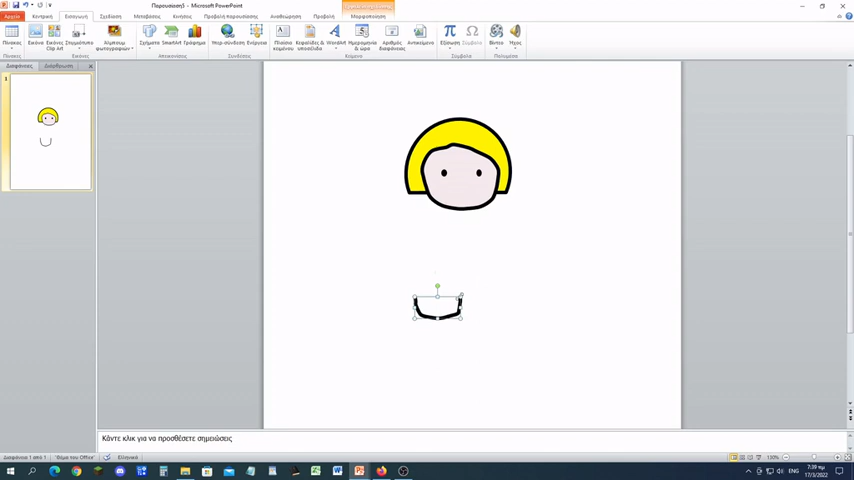 Παρουσίαση5 - Microsoft PowerPoint
Αρχείο Κεντρική Εισαγωγή Σχεδίαση Μεταβάσεις Κινήσεις Προβολή παρουσίασης Αναθεώρηση Προβολή Μορφοποίηση
Πίνακας Εικόνα Εικόνες Clip Art Στιγμιότυπο Άλμπουμ φωτογραφιών Σχήματα SmartArt Γράφημα Υπερ-σύνδεση Ενέργεια Πλαίσιο κειμένου Κεφαλίδες & υποσέλιδα WordArt Ημερομηνία & ώρα Αριθμός διαφάνειας Αντικείμενο Εξίσωση Σύμβολο Βίντεο Ήχος
Πίνακες Εικόνες Απεικονίσεις Συνδέσεις Κείμενο Σύμβολα Πολυμέσα
Διαφάνειες Διάρθρωση
1
Κάντε κλικ για να προσθέσετε σημειώσεις
Διαφάνεια 1 από 1 "Θέμα του Office" Ελληνικά 130%
ENG 7:39 πμ
17/3/2022